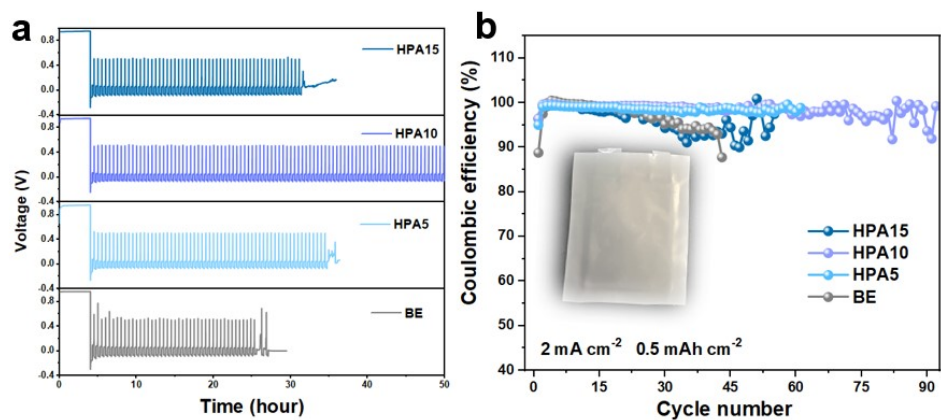 a
HPA15
HPA10
HPA5
BE
0.8
0.4
0.0
-0.4
0.8
0.4
0.0
-0.4
0.8
0.4
0.0
-0.4
0.8
0.4
0.0
-0.4
Voltage (V)
0 10 20 30 40 50
Time (hour)
b
110
100
90
80
70
60
50
40
Coulombic efficiency (%)
HPA15
HPA10
HPA5
BE
2 mA cm-2 0.5 mAh cm-2
0 15 30 45 60 75 90
Cycle number